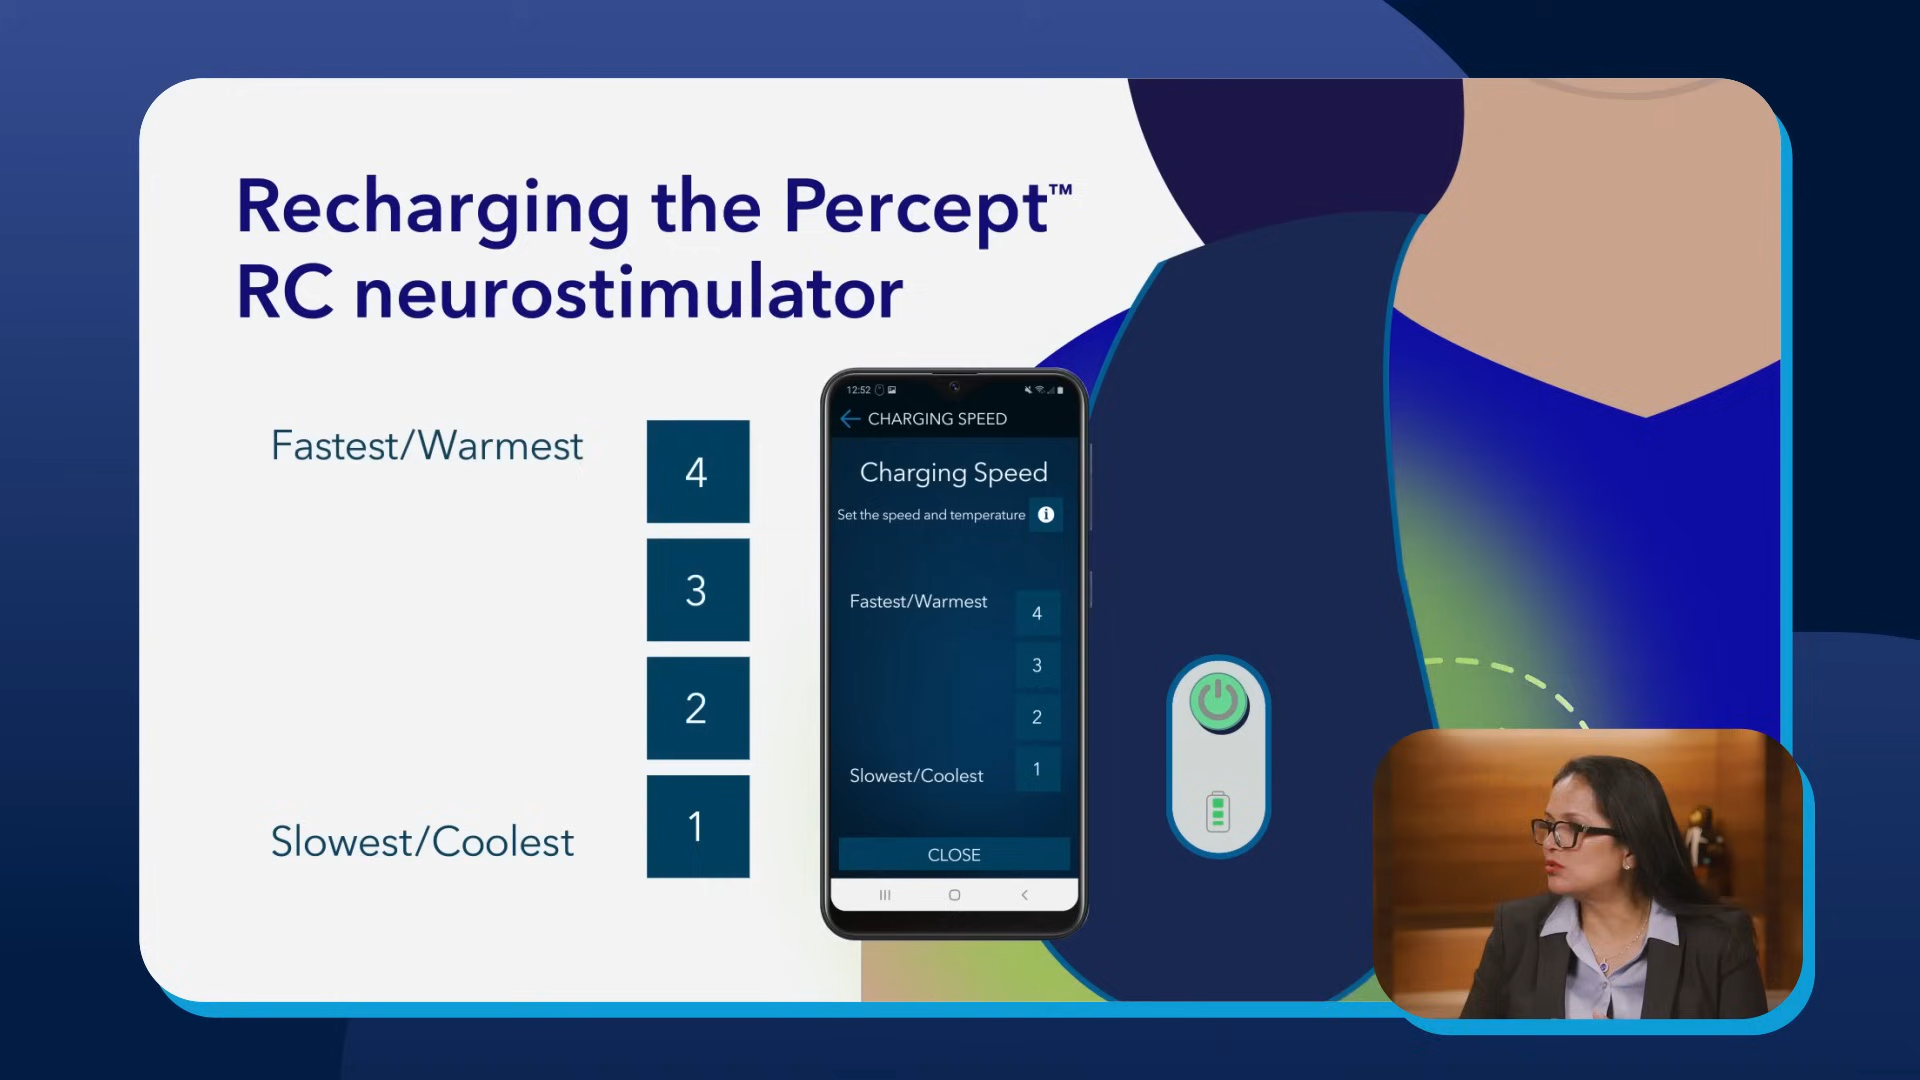 Recharging the Percept™
RC neurostimulator
Fastest/Warmest
4
3
2
1
Slowest/Coolest
12:52
CHARGING SPEED
Charging Speed
Set the speed and temperature i
Fastest/Warmest
4
3
2
1
Slowest/Coolest
CLOSE